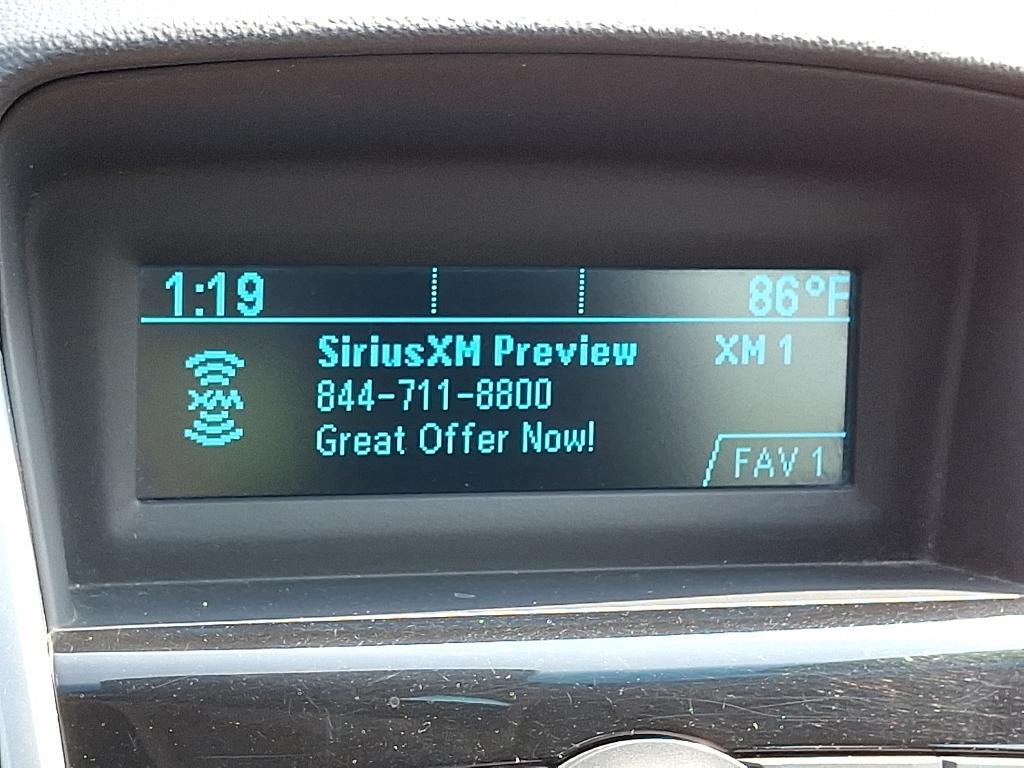 1:19 86°F
SiriusXM Preview XM 1
XM 844-711-8800
Great Offer Now!
FAV 1